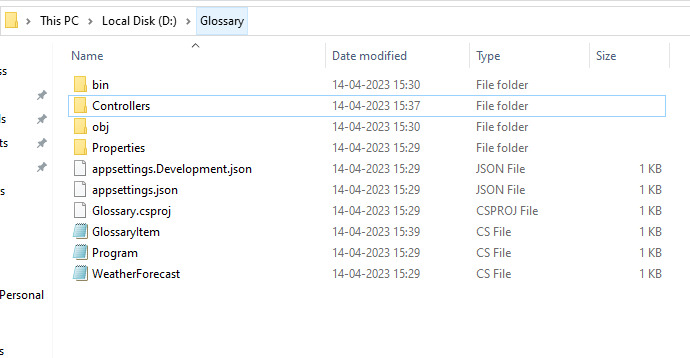 This PC > Local Disk (D:) > Glossary
Name Date modified Type Size
bin 14-04-2023 15:30 File folder
Controllers 14-04-2023 15:37 File folder
obj 14-04-2023 15:30 File folder
Properties 14-04-2023 15:29 File folder
appsettings.Development.json 14-04-2023 15:29 JSON File 1 KB
appsettings.json 14-04-2023 15:29 JSON File 1 KB
Glossary.csproj 14-04-2023 15:29 CSPROJ File 1 KB
GlossaryItem 14-04-2023 15:39 CS File 1 KB
Program 14-04-2023 15:29 CS File 1 KB
WeatherForecast 14-04-2023 15:29 CS File 1 KB
Personal